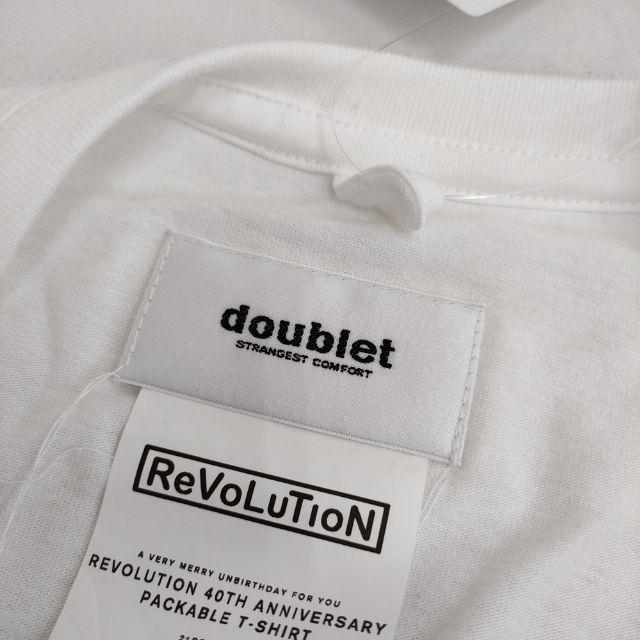 doublet
STRANGEST COMFORT
ReVoLuTioN
A VERY MERRY UNBIRTHDAY FOR YOU
REVOLUTION 40TH ANNIVERSARY
PACKABLE T-SHIRT